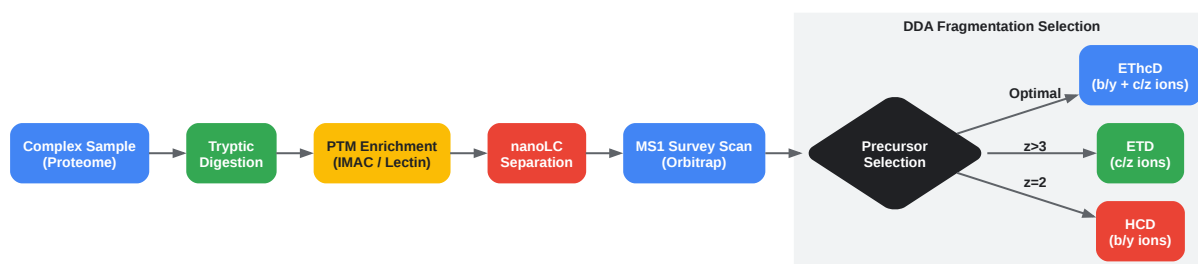 DDA Fragmentation Selection
Complex Sample
(Proteome)
Tryptic
Digestion
PTM Enrichment
(IMAC / Lectin)
nanoLC
Separation
MS1 Survey Scan
(Orbitrap)
Precursor
Selection
Optimal
z>3
z=2
EThcD
(b/y + c/z ions)
ETD
(c/z ions)
HCD
(b/y ions)